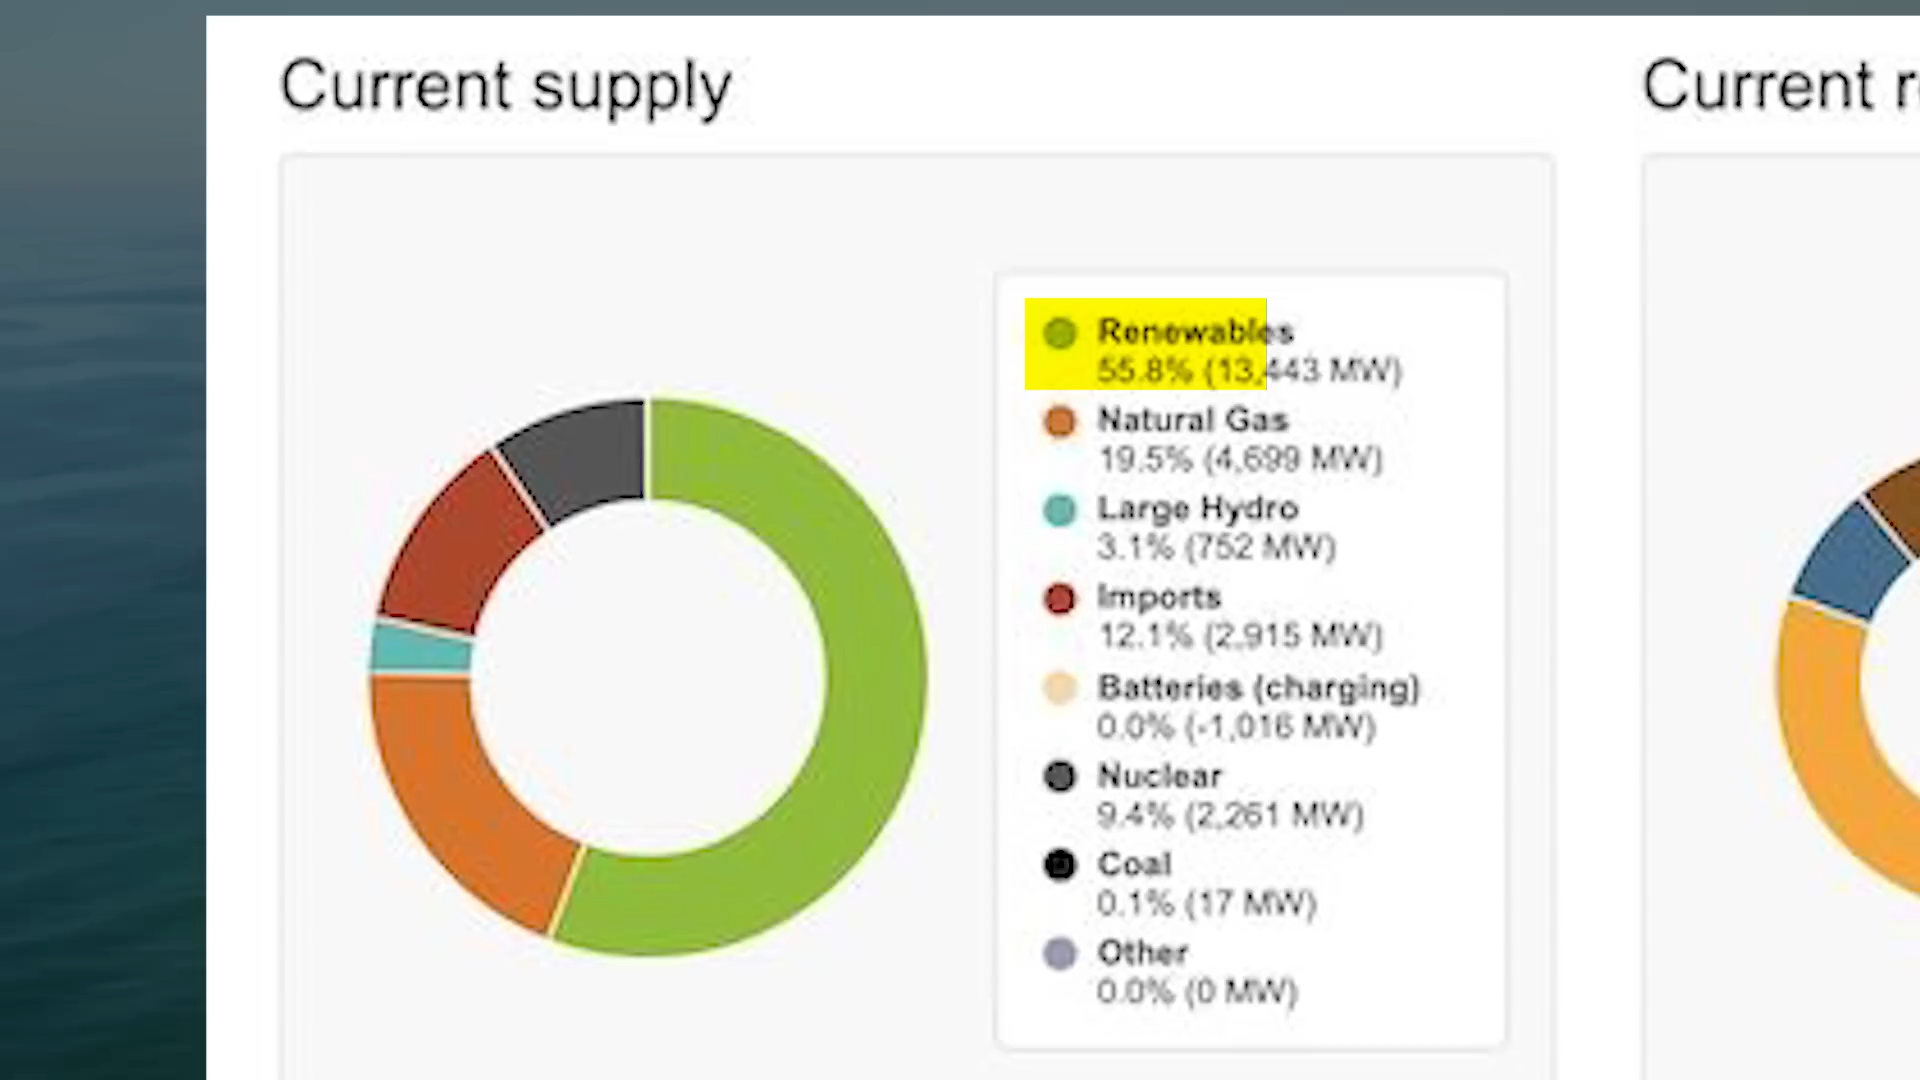 Current supply
Current r
Renewables
55.8% (13,443 MW)
Natural Gas
19.5% (4,699 MW)
Large Hydro
3.1% (752 MW)
Imports
12.1% (2,915 MW)
Batteries (charging)
0.0% (-1,016 MW)
Nuclear
9.4% (2,261 MW)
Coal
0.1% (17 MW)
Other
0.0% (0 MW)